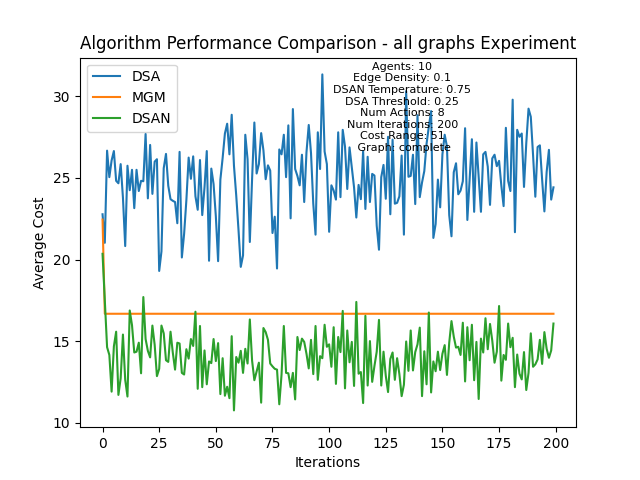 Algorithm Performance Comparison - all graphs Experiment
DSA
MGM
DSAN
Agents: 10
Edge Density: 0.1
DSAN Temperature: 0.75
DSA Threshold: 0.25
Num Actions: 8
Num Iterations: 200
Cost Range: 51
Graph: complete
Average Cost
30
25
20
15
10
0
25
50
75
100
125
150
175
200
Iterations